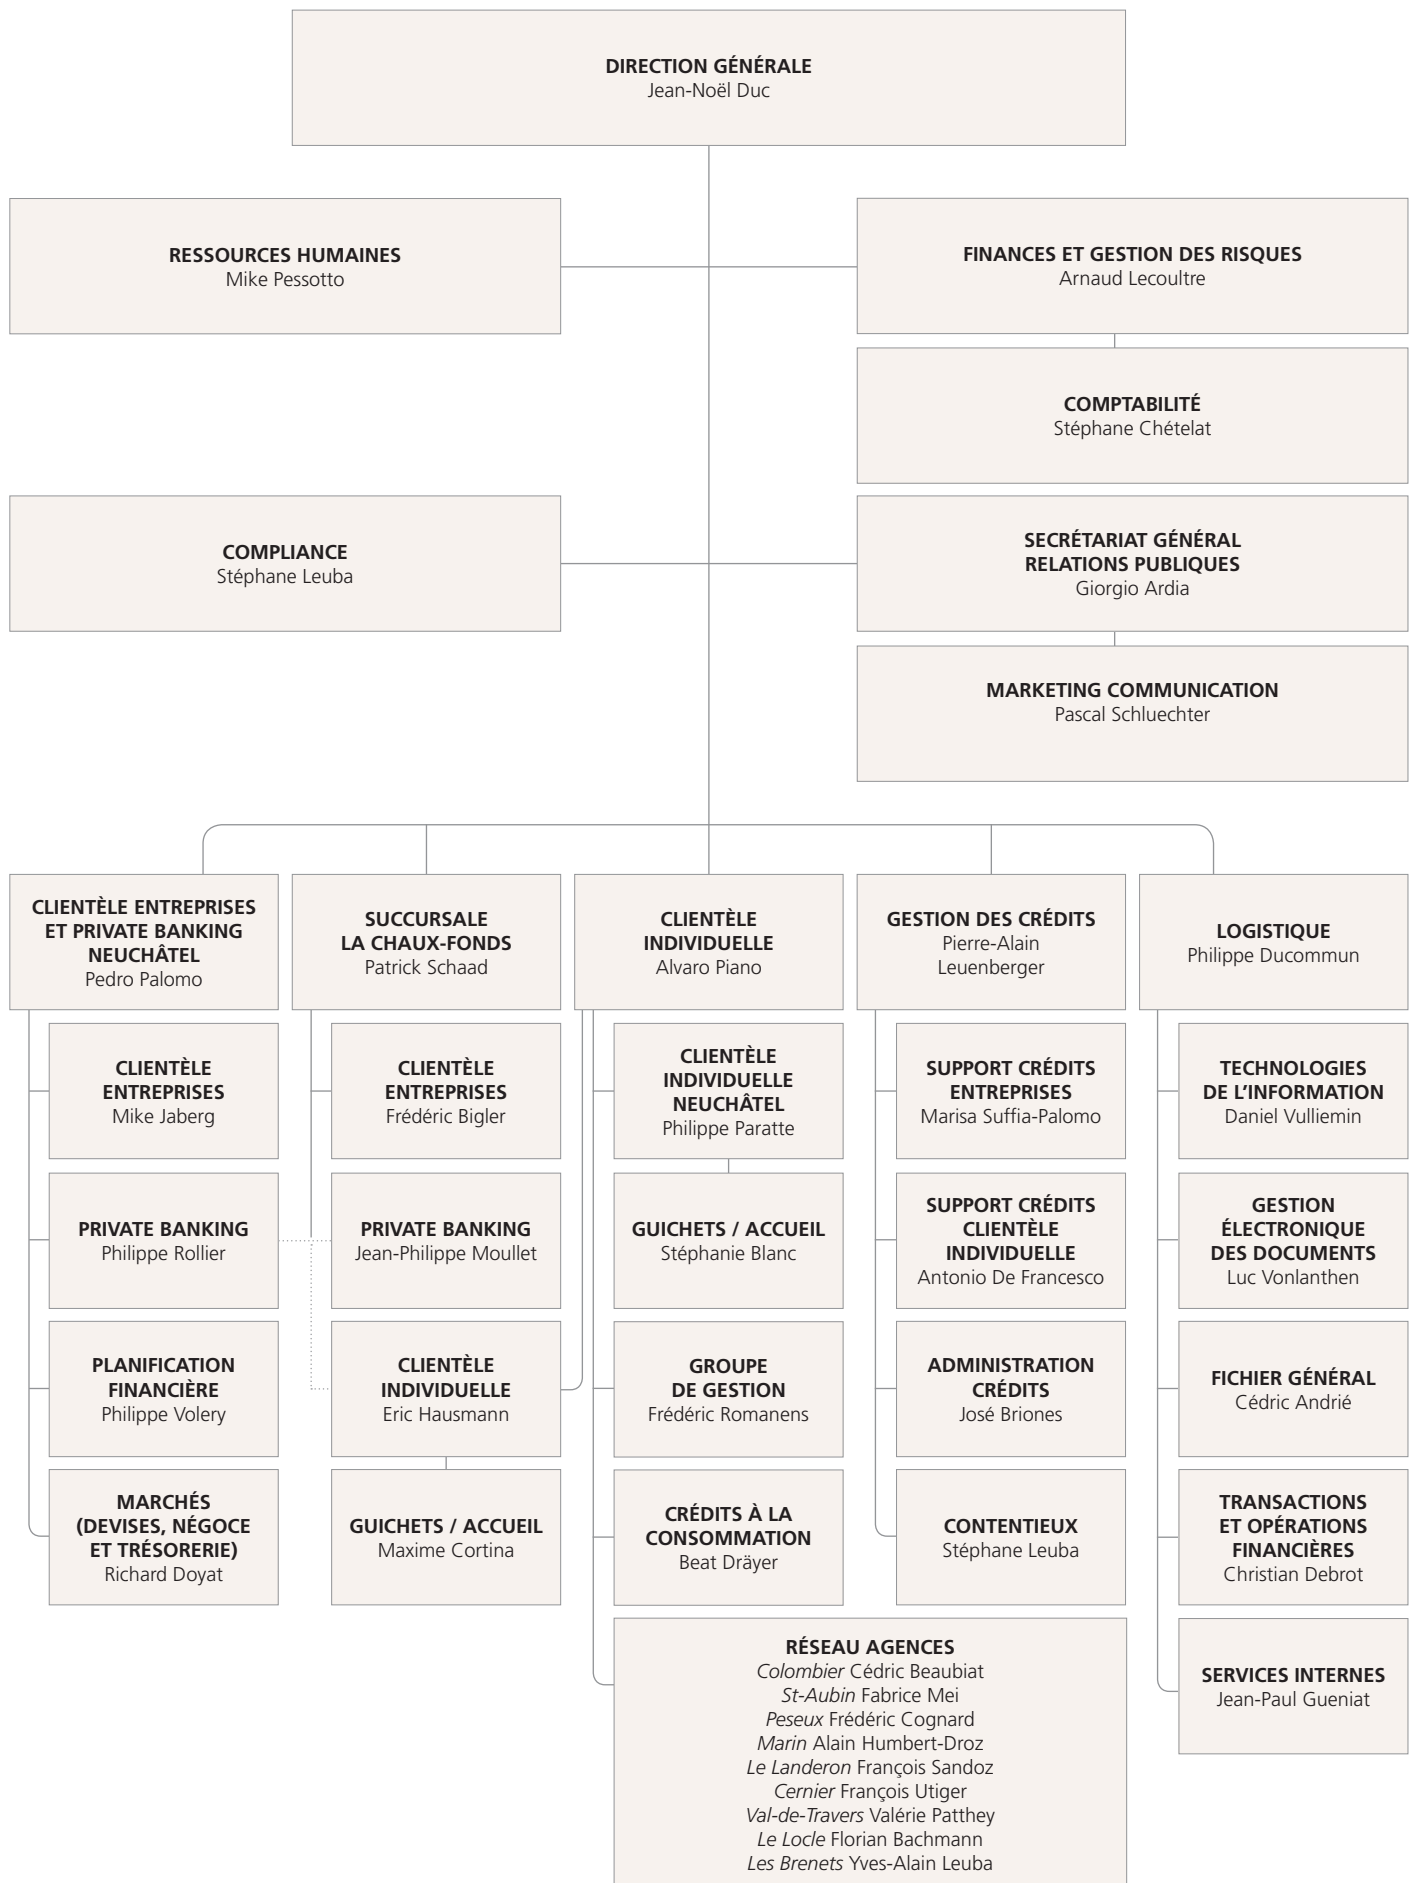 DIRECTION GÉNÉRALE
Jean-Noël Duc
RESSOURCES HUMAINES
Mike Pessotto
FINANCES ET GESTION DES RISQUES
Arnaud Lecoultre
COMPTABILITÉ
Stéphane Chételat
COMPLIANCE
Stéphane Leuba
SECRÉTARIAT GÉNÉRAL
RELATIONS PUBLIQUES
Giorgio Ardia
MARKETING COMMUNICATION
Pascal Schluechter
CLIENTÈLE ENTREPRISES
ET PRIVATE BANKING
NEUCHÂTEL
Pedro Palomo
CLIENTÈLE
ENTREPRISES
Mike Jaberg
PRIVATE BANKING
Philippe Rollier
PLANIFICATION
FINANCIÈRE
Philippe Volery
MARCHÉS
(DEVISES, NÉGOCE
ET TRÉSORERIE)
Richard Doyat
SUCCURSALE
LA CHAUX-FONDS
Patrick Schaad
CLIENTÈLE
ENTREPRISES
Frédéric Bigler
PRIVATE BANKING
Jean-Philippe Moullet
CLIENTÈLE
INDIVIDUELLE
Eric Hausmann
GUICHETS / ACCUEIL
Maxime Cortina
CLIENTÈLE
INDIVIDUELLE
Alvaro Piano
CLIENTÈLE
INDIVIDUELLE
NEUCHÂTEL
Philippe Paratte
GUICHETS / ACCUEIL
Stéphanie Blanc
GROUPE
DE GESTION
Frédéric Romanens
CRÉDITS À LA
CONSOMMATION
Beat Dräyer
RÉSEAU AGENCES
Colombier Cédric Beaubiat
St-Aubin Fabrice Mei
Peseux Frédéric Cognard
Marin Alain Humbert-Droz
Le Landeron François Sandoz
Cernier François Utiger
Val-de-Travers Valérie Patthey
Le Locle Florian Bachmann
Les Brenets Yves-Alain Leuba
GESTION DES CRÉDITS
Pierre-Alain
Leuenberger
SUPPORT CRÉDITS
ENTREPRISES
Marisa Suffia-Palomo
SUPPORT CRÉDITS
CLIENTÈLE
INDIVIDUELLE
Antonio De Francesco
ADMINISTRATION
CRÉDITS
José Briones
CONTENTIEUX
Stéphane Leuba
LOGISTIQUE
Philippe Ducommun
TECHNOLOGIES
DE L’INFORMATION
Daniel Vulliemin
GESTION
ÉLECTRONIQUE
DES DOCUMENTS
Luc Vonlanthen
FICHIER GÉNÉRAL
Cédric Andrié
TRANSACTIONS
ET OPÉRATIONS
FINANCIÈRES
Christian Debrot
SERVICES INTERNES
Jean-Paul Gueniat